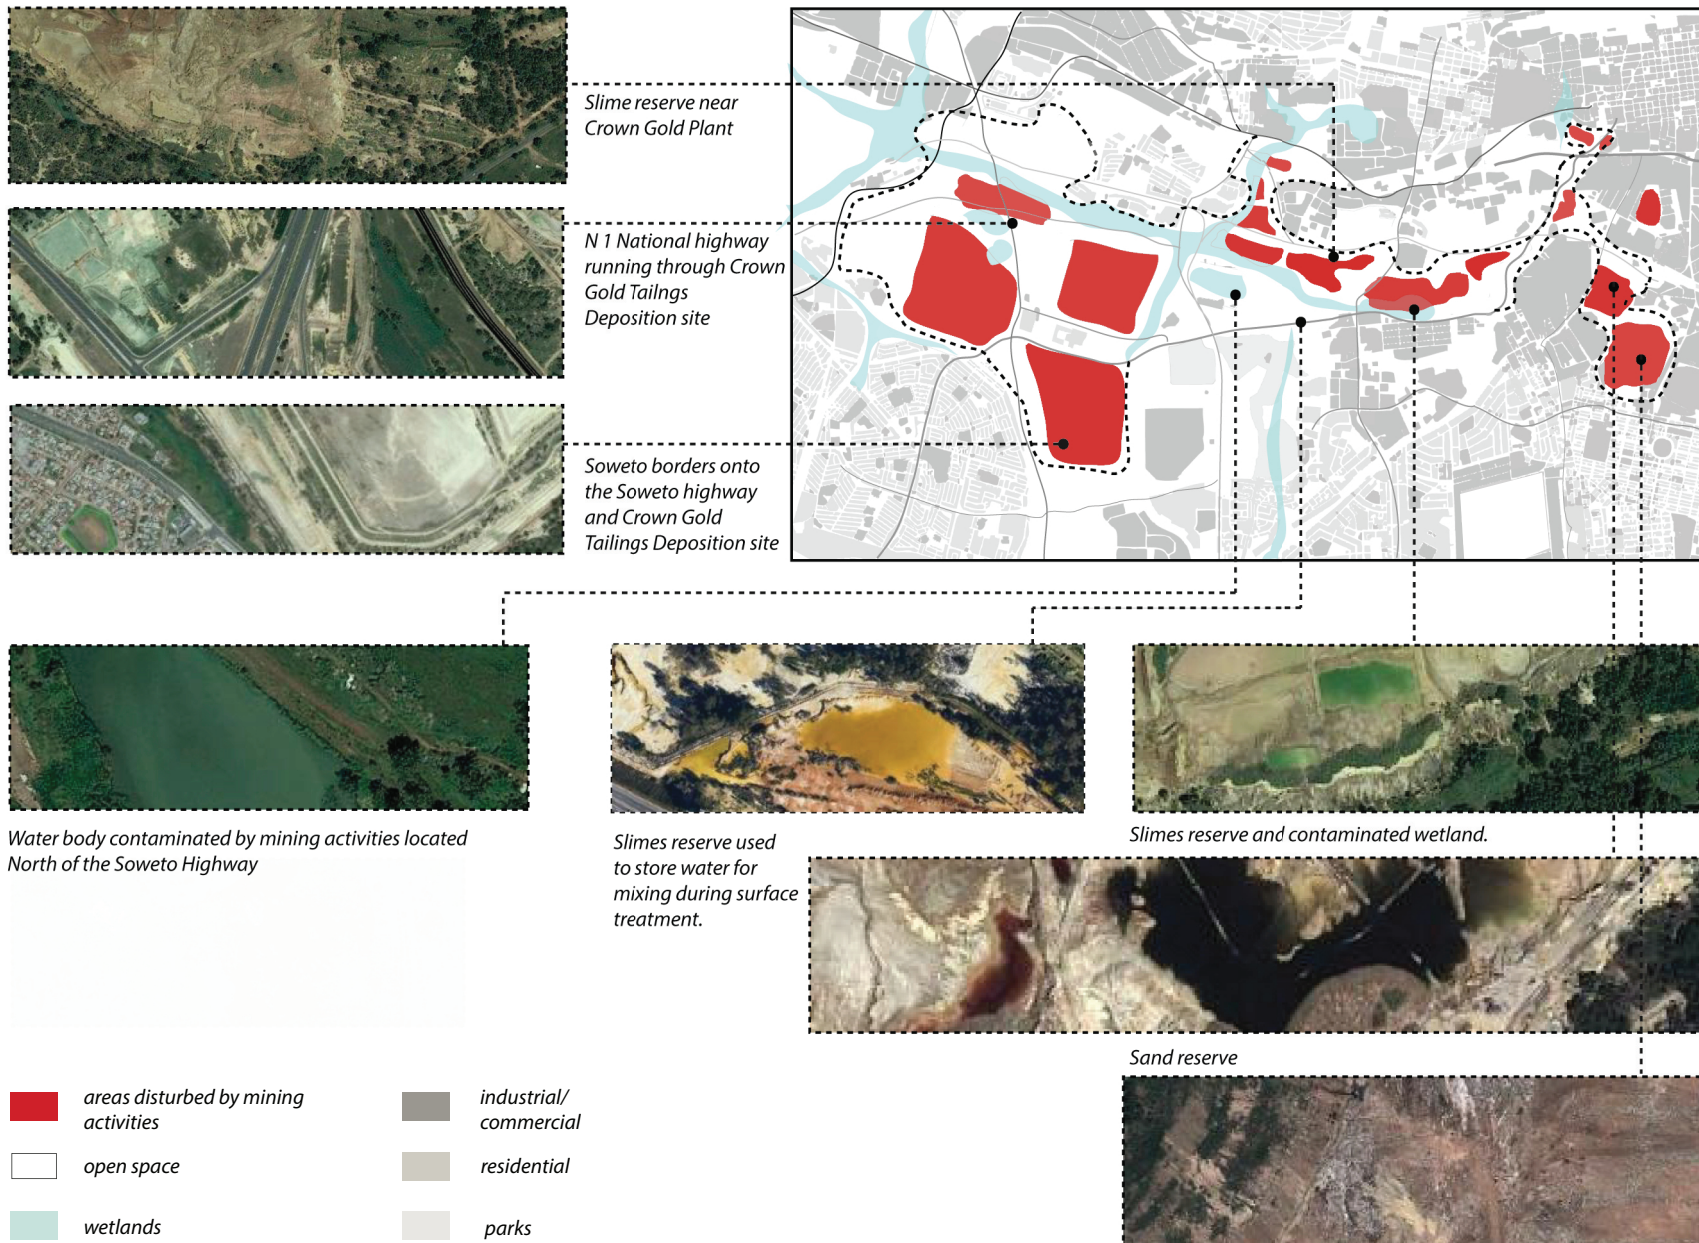 Slime reserve near
Crown Gold Plant
N 1 National highway
running through Crown
Gold Tailngs
Deposition site
Soweto borders onto
the Soweto highway
and Crown Gold
Tailings Deposition site
Water body contaminated by mining activities located
North of the Soweto Highway
Slimes reserve used
to store water for
mixing during surface
treatment.
Slimes reserve and contaminated wetland.
Sand reserve
areas disturbed by mining
activities
open space
wetlands
industrial/
commercial
residential
parks